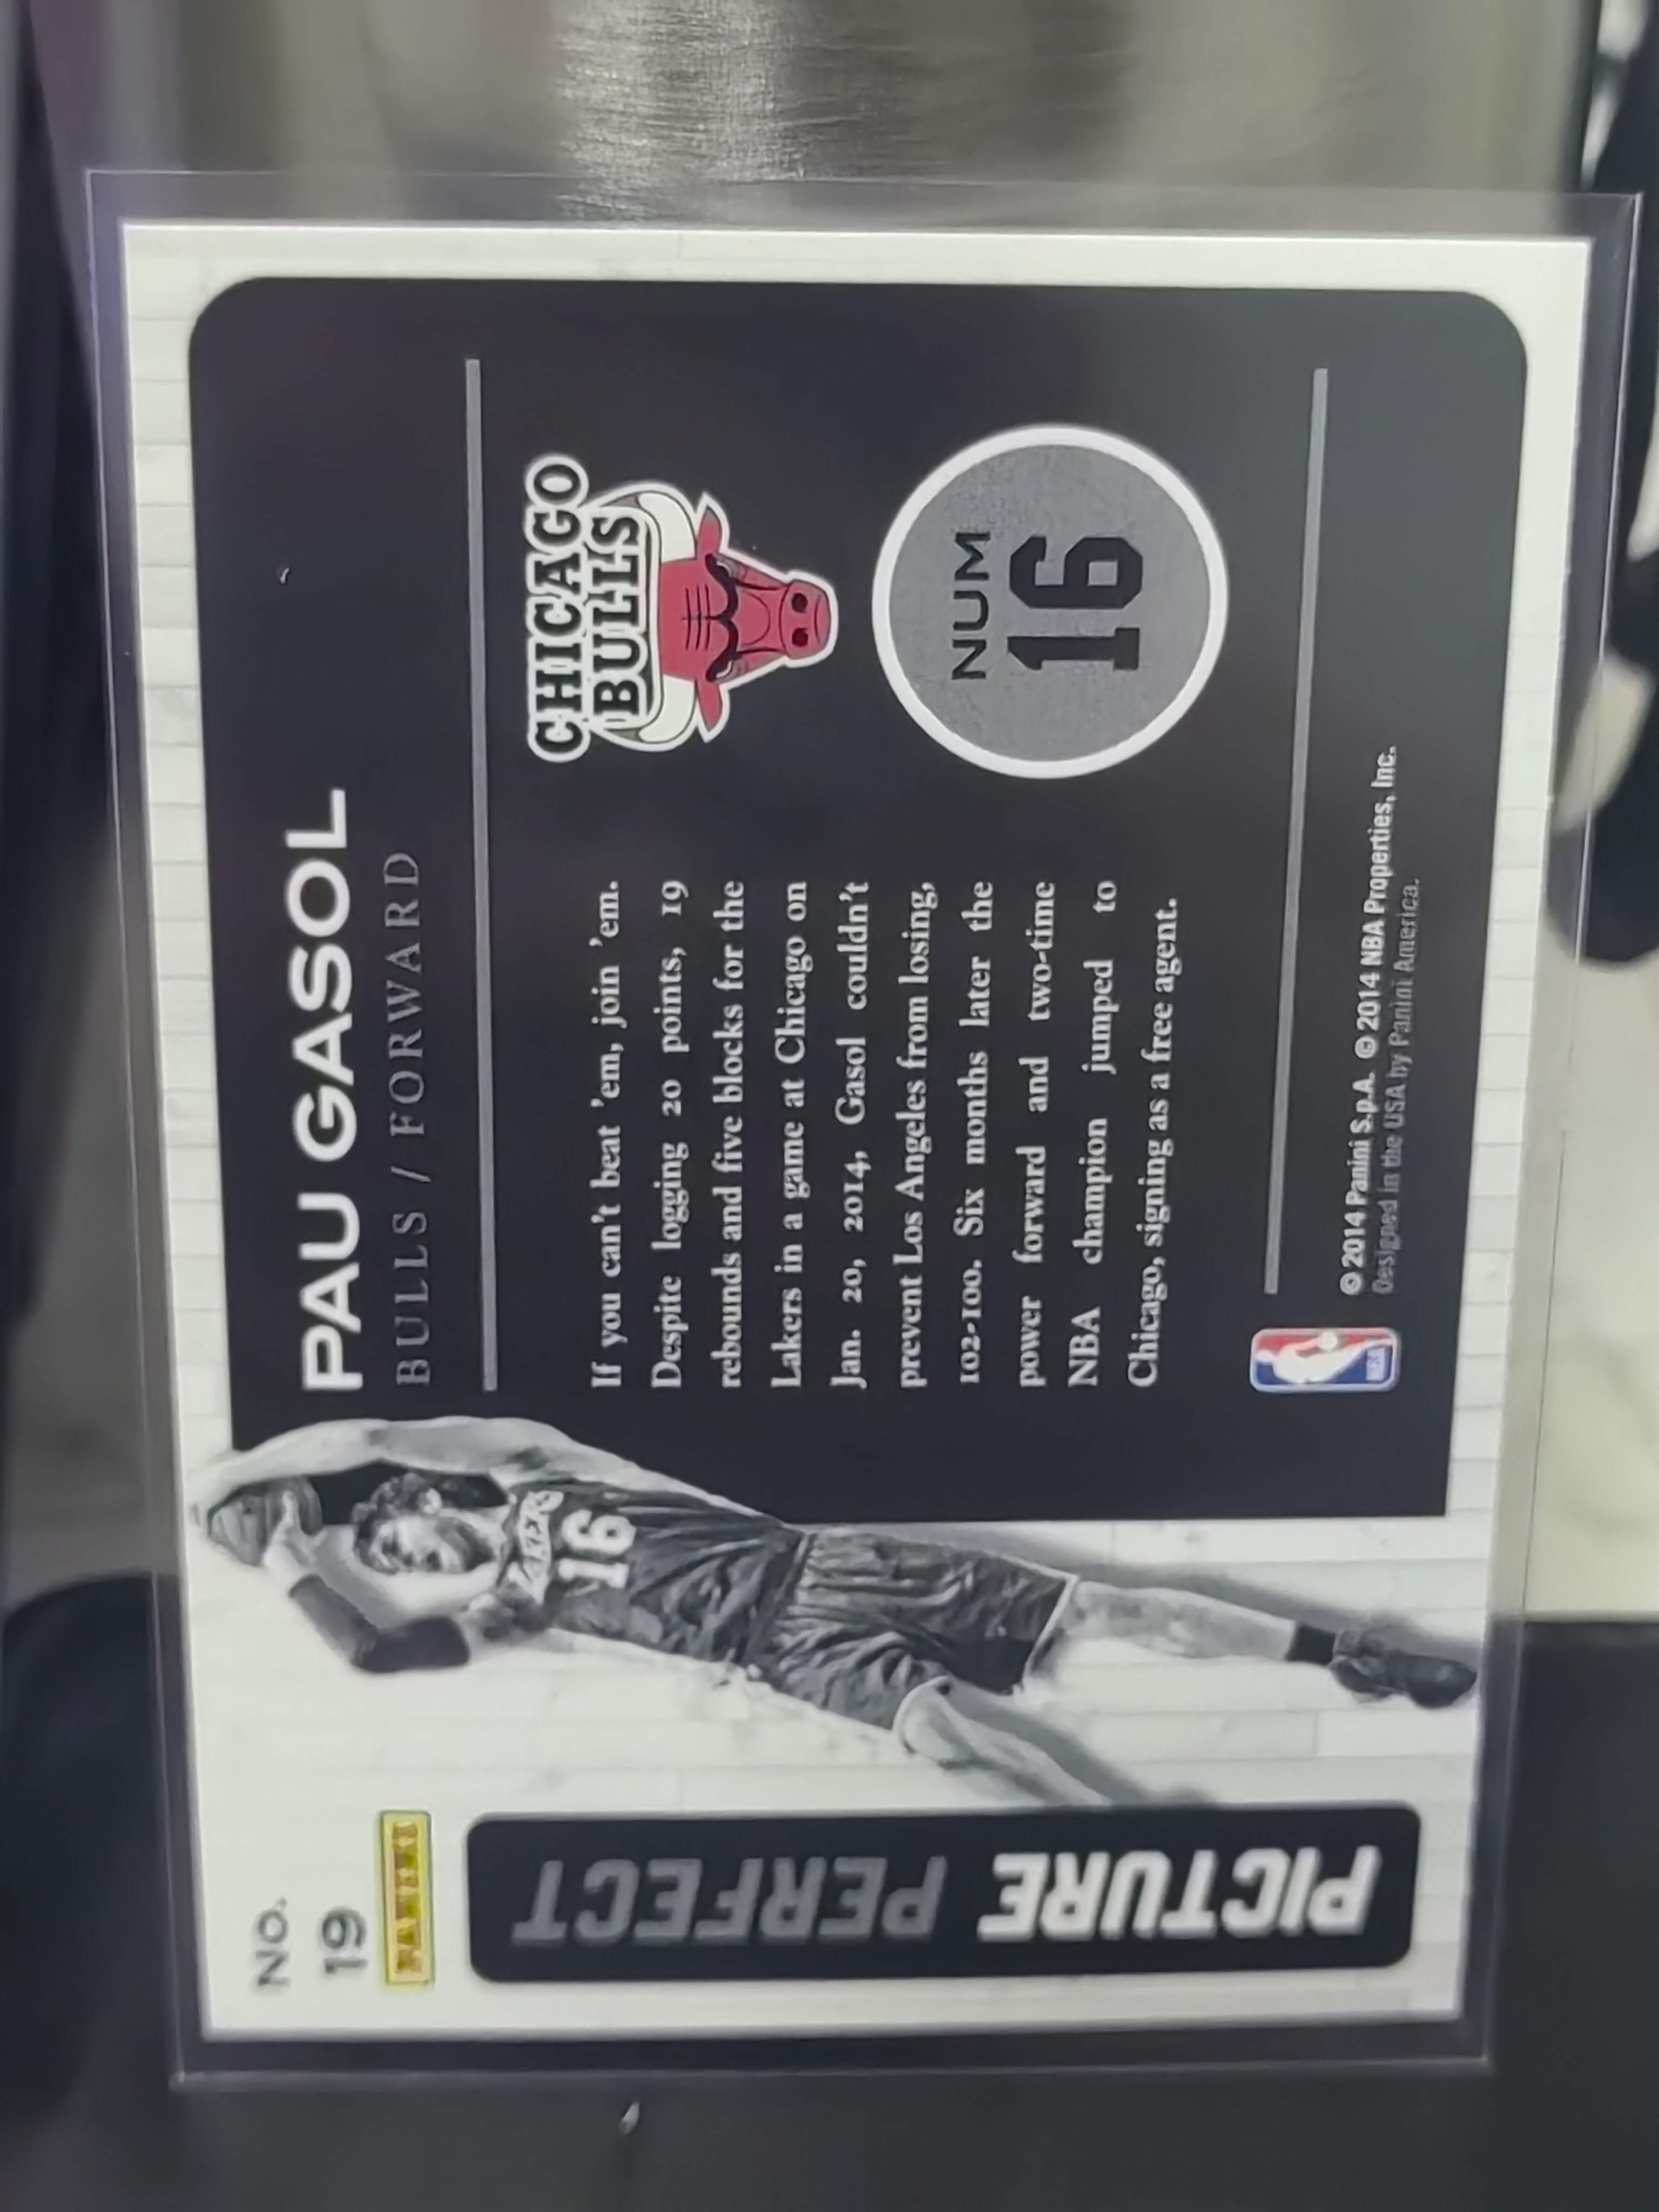 NO.
19
PANINI
PICTURE PERFECT
LAKERS
16
PAU GASOL
BULLS / FORWARD
If you can't beat 'em, join 'em.
Despite logging 20 points, 19
rebounds and five blocks for the
Lakers in a game at Chicago on
Jan. 20, 2014, Gasol couldn't
prevent Los Angeles from losing,
102-100. Six months later the
power forward and two-time
NBA champion jumped to
Chicago, signing as a free agent.
CHICAGO
BULLS
NUM
16
NBA
© 2014 Panini S.p.A. © 2014 NBA Properties, Inc.
Designed in the USA by Panini America.